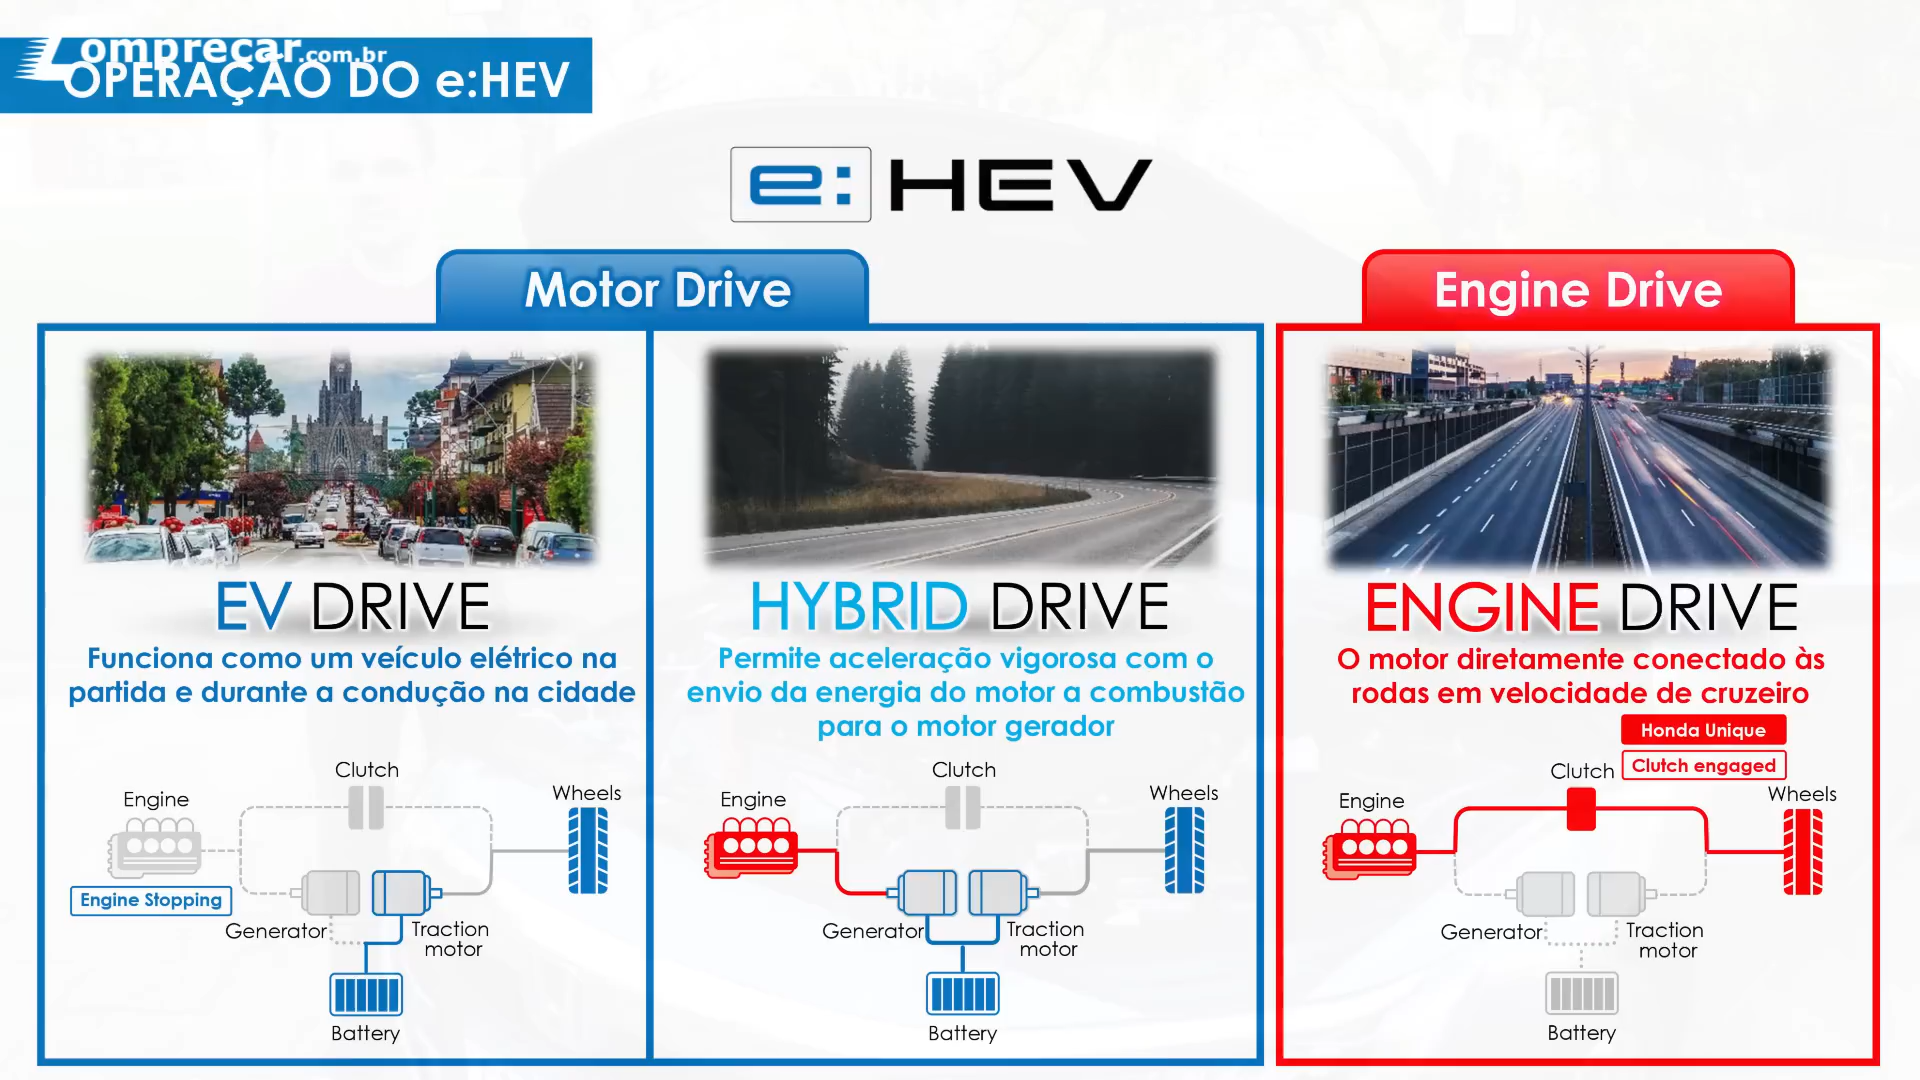 omprecar.com.br
OPERAÇÃO DO e:HEV
e:HEV
Motor Drive
Engine Drive
EV DRIVE
Funciona como um veículo elétrico na
partida e durante a condução na cidade
Clutch
Engine
Wheels
Engine Stopping
Generator
Traction
motor
Battery
HYBRID DRIVE
Permite aceleração vigorosa com o
envio da energia do motor a combustão
para o motor gerador
Clutch
Engine
Wheels
Generator
Traction
motor
Battery
ENGINE DRIVE
O motor diretamente conectado às
rodas em velocidade de cruzeiro
Honda Unique
Clutch engaged
Clutch
Engine
Wheels
Generator
Traction
motor
Battery